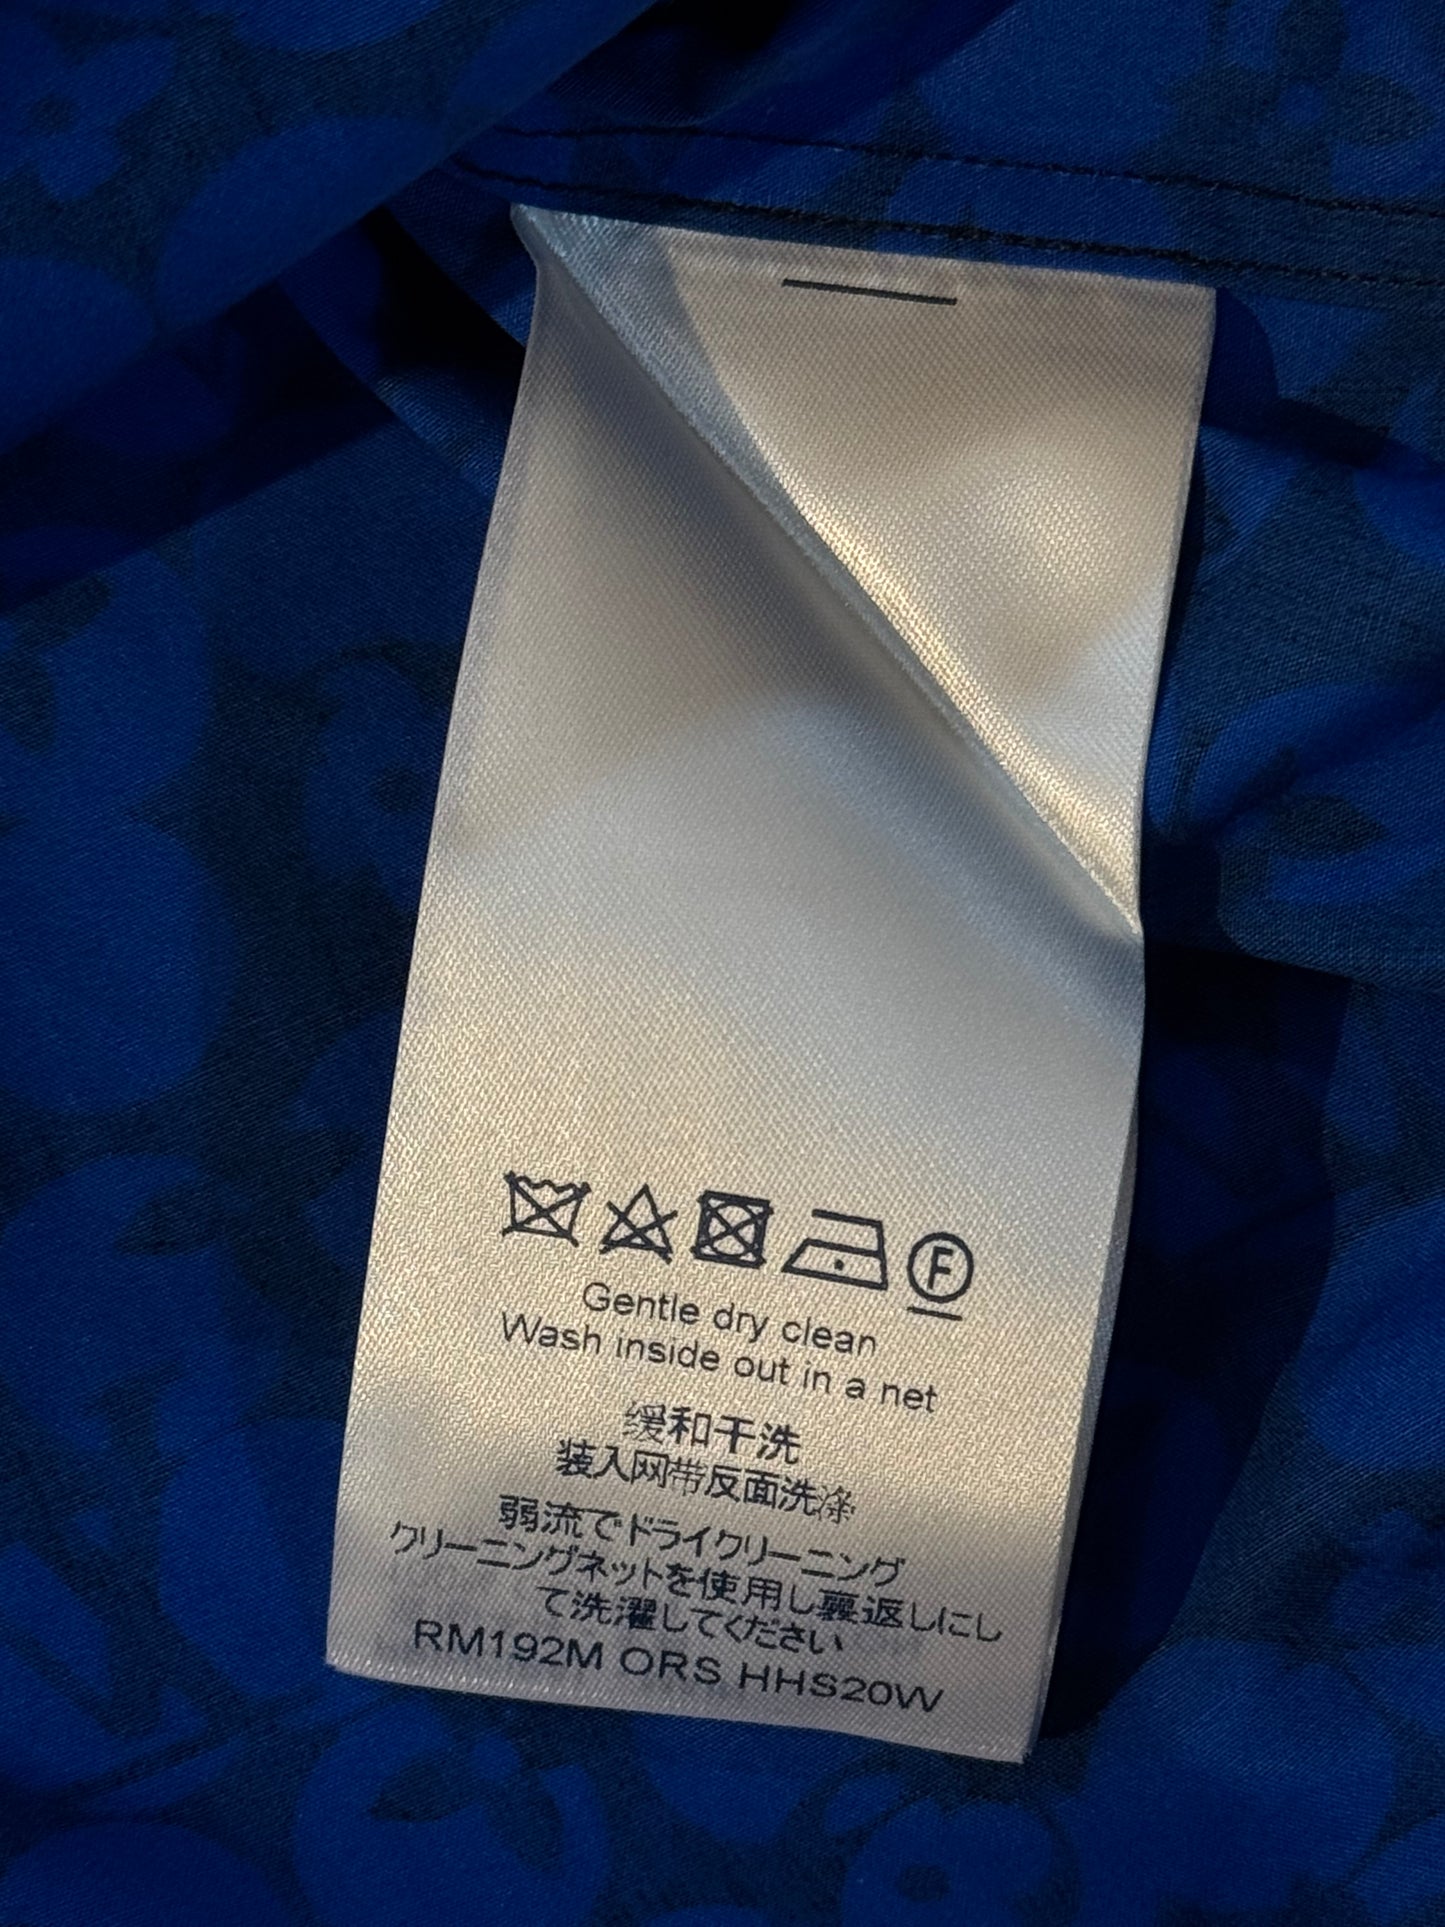 F
Gentle dry clean
Wash inside out in a net
缓和干洗
装入网带反面洗涤
弱流でドライクリーニング
クリーニングネットを使用し裏返しにし
て洗濯してください
RM192M ORS HHS20W